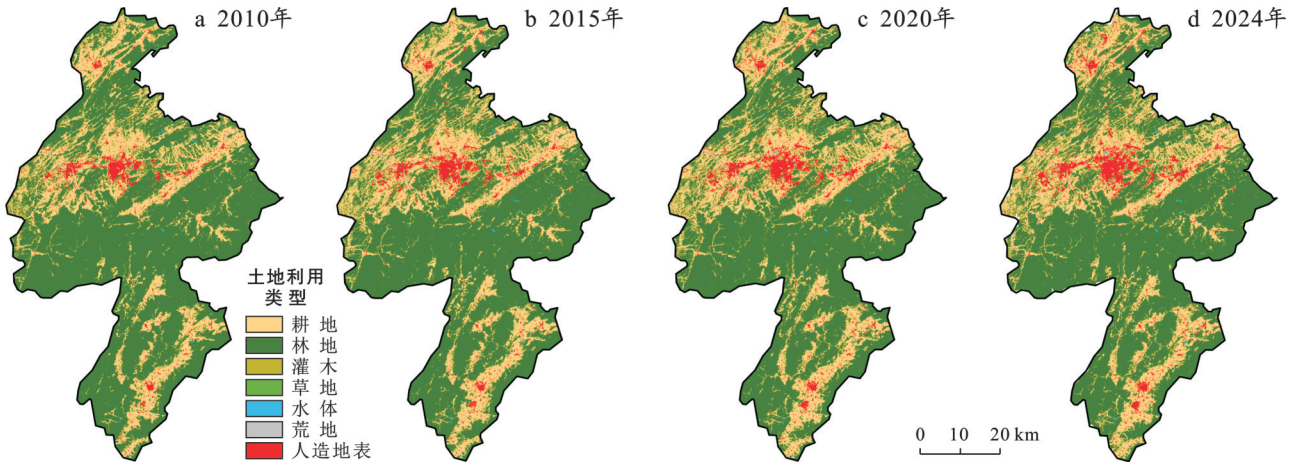 a 2010年
b 2015年
c 2020年
d 2024年
土地利用
类型
耕地
林地
灌木
草地
水体
荒地
人造地表
0 10 20 km